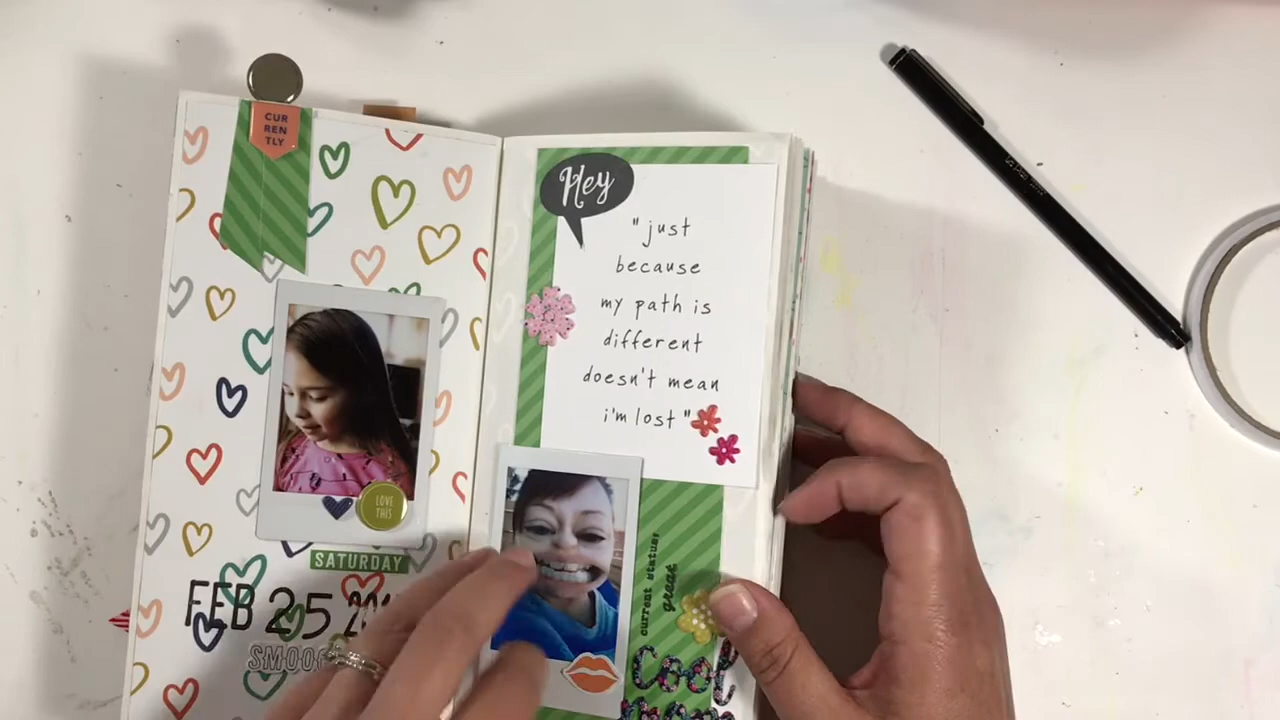 CUR
REN
TLY
LOVE
THIS
SATURDAY
FEB 25
Hey
"just
because
my path is
different
doesn't mean
i'm lost"
current status:
great
Cool